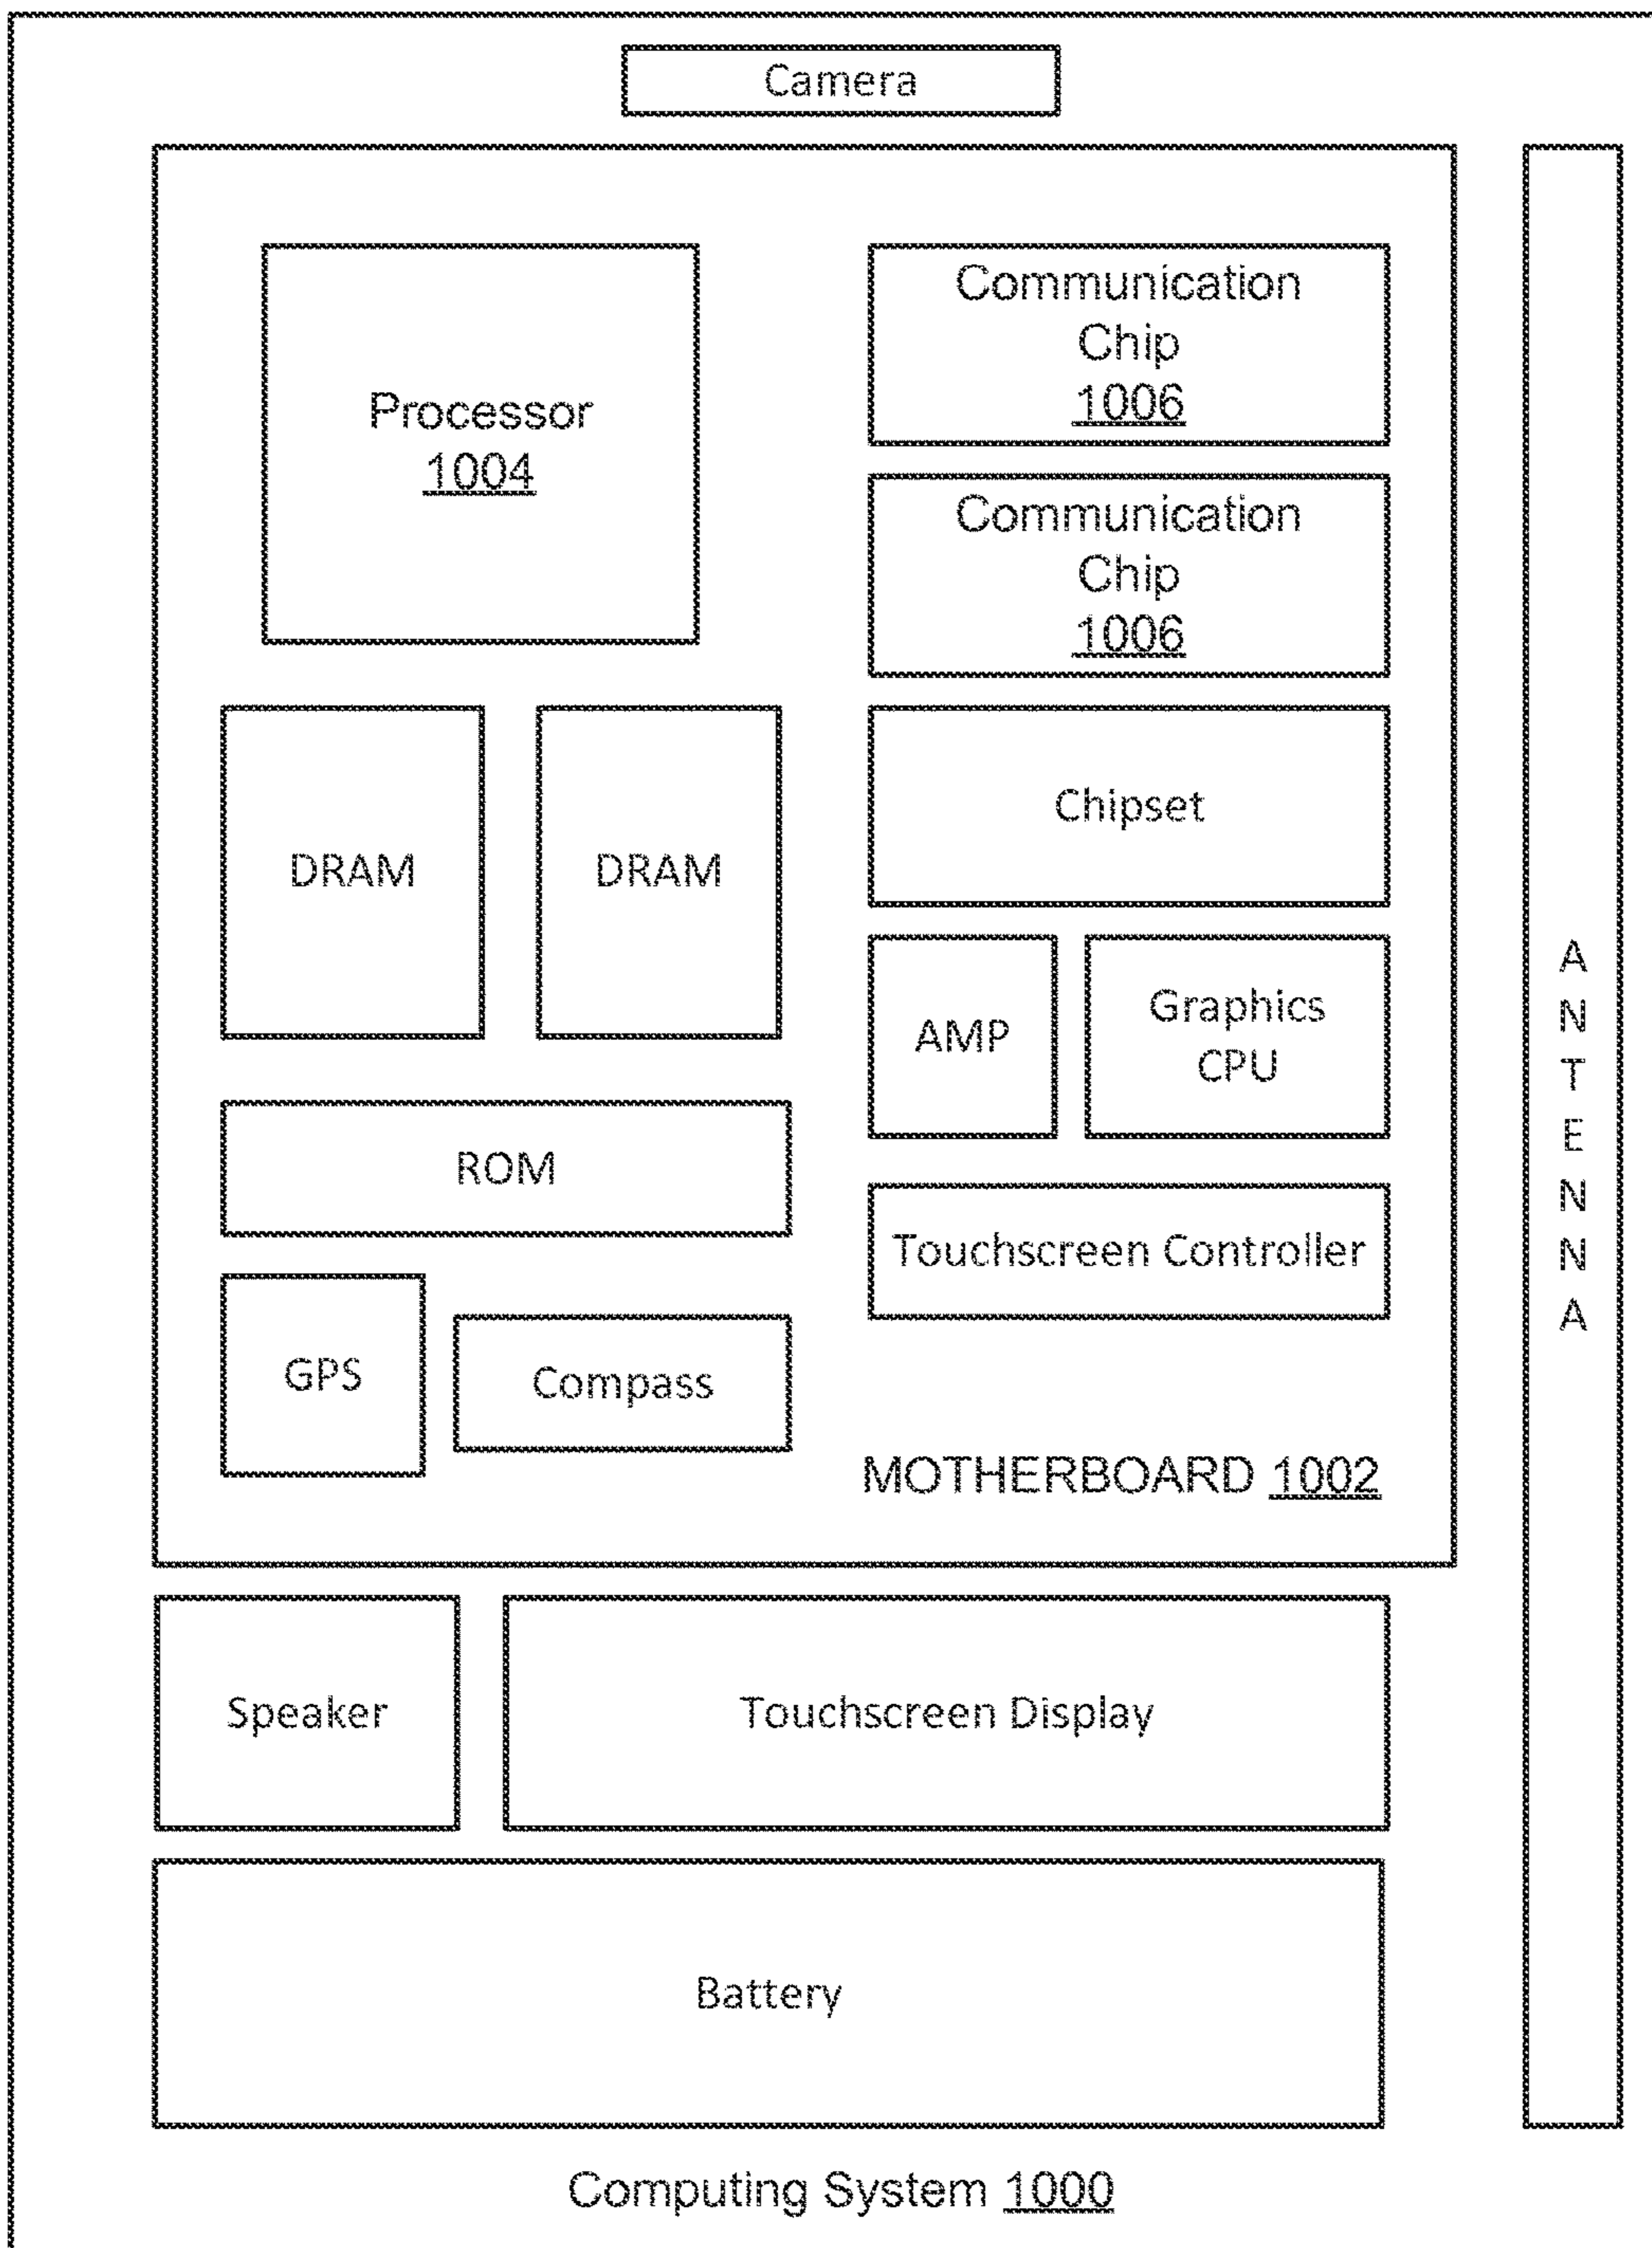 Camera
Processor
1004
Communication
Chip
1006
Communication
Chip
1006
DRAM
DRAM
Chipset
AMP
Graphics
CPU
ROM
Touchscreen Controller
GPS
Compass
MOTHERBOARD 1002
A
N
T
E
N
N
A
Speaker
Touchscreen Display
Battery
Computing System 1000